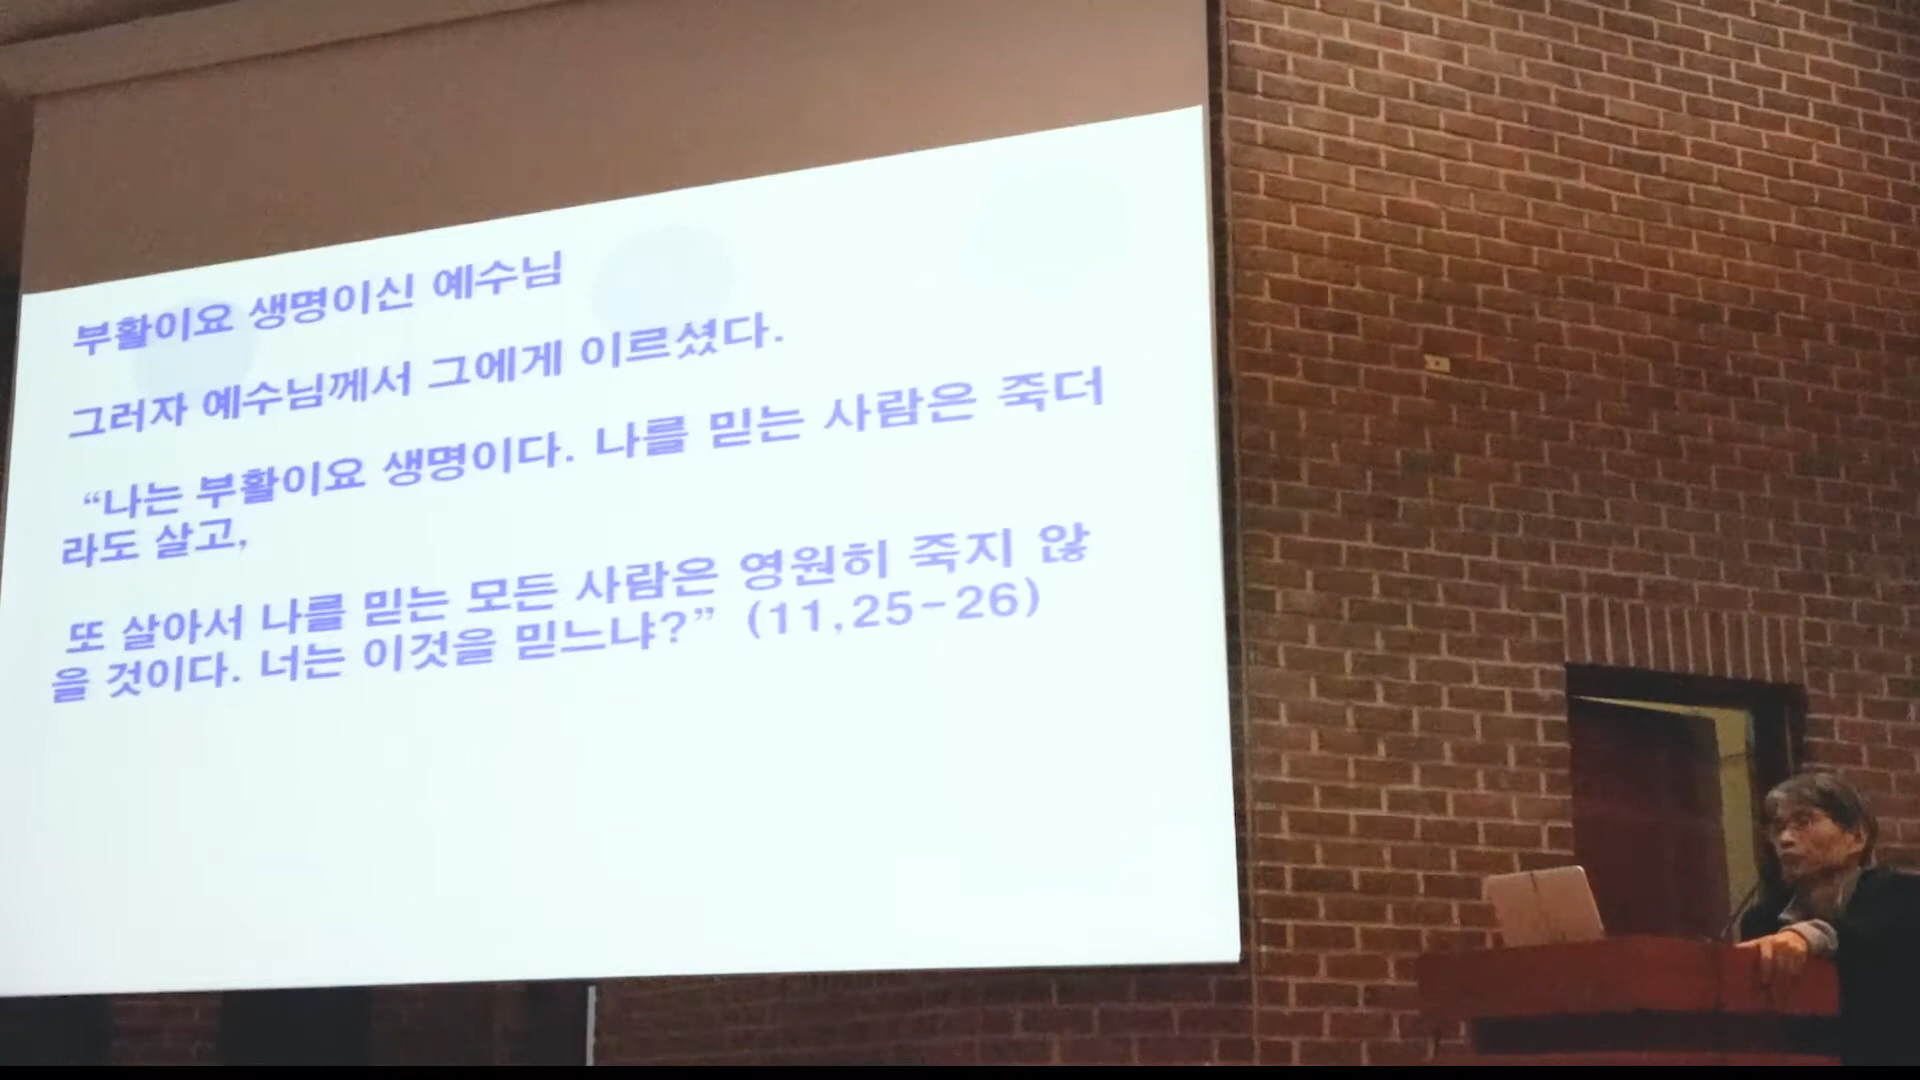 부활이요 생명이신 예수님
그러자 예수님께서 그에게 이르셨다.
“나는 부활이요 생명이다. 나를 믿는 사람은 죽더
라도 살고,
또 살아서 나를 믿는 모든 사람은 영원히 죽지 않
을 것이다. 너는 이것을 믿느냐?” (11,25-26)